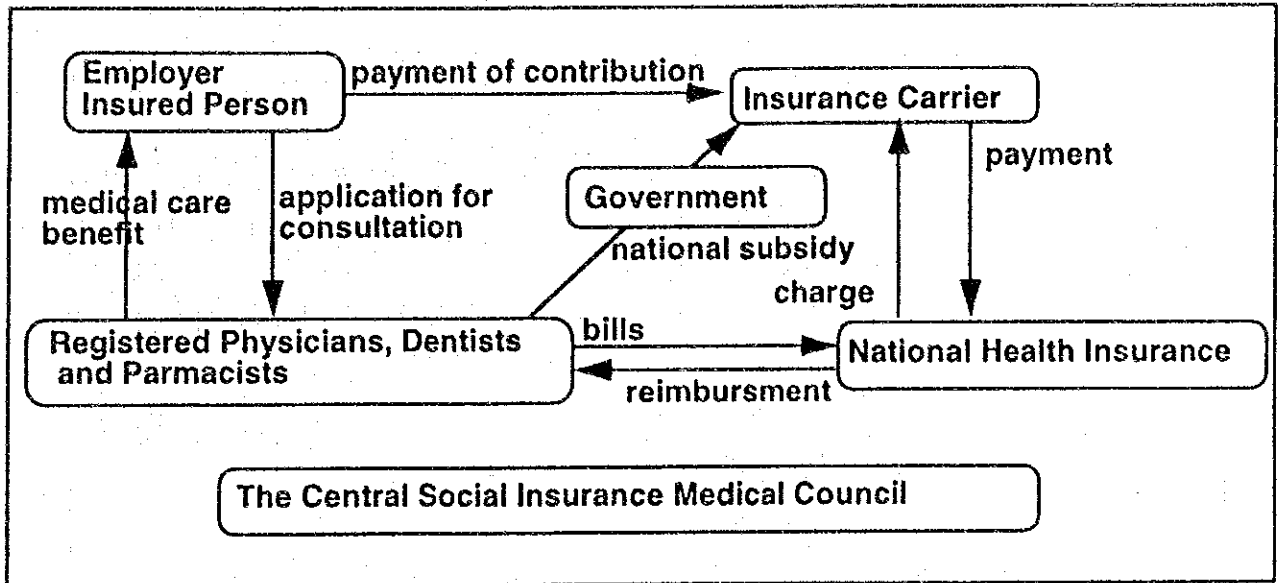 Employer
Insured Person
payment of contribution
Insurance Carrier
payment
medical care
benefit
application for
consultation
Government
national subsidy
charge
Registered Physicians, Dentists
and Parmacists
bills
reimbursment
National Health Insurance
The Central Social Insurance Medical Council